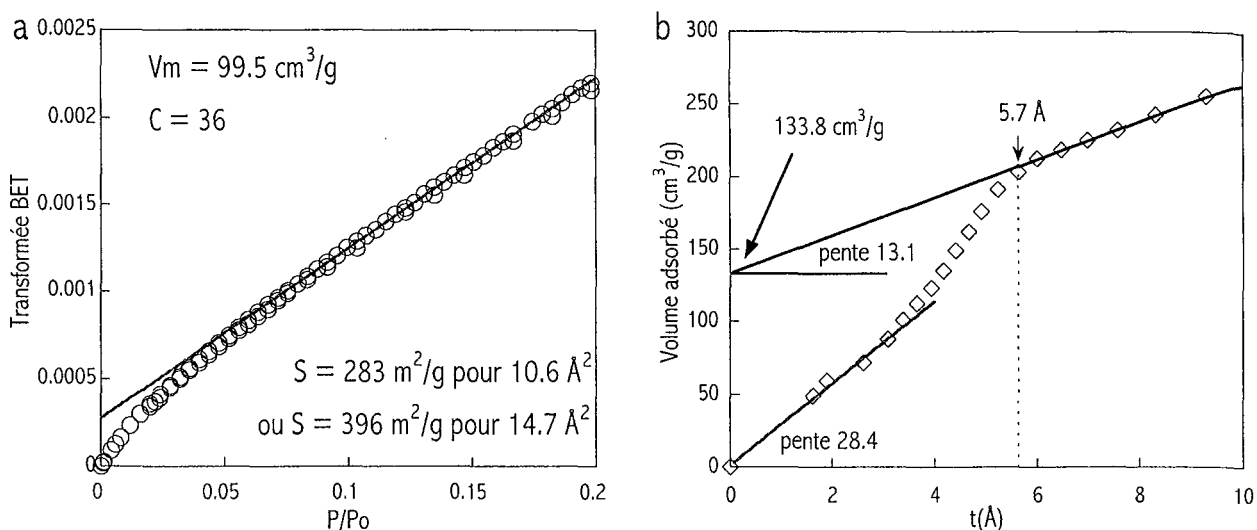 a
0.0025
0.002
0.0015
0.001
0.0005
0
Transformée BET
Vm = 99.5 cm³/g
C = 36
S = 283 m²/g pour 10.6 Å²
ou S = 396 m²/g pour 14.7 Å²
0 0.05 0.1 0.15 0.2
P/Po
b
300
250
200
150
100
50
0
Volume adsorbé (cm³/g)
133.8 cm³/g
5.7 Å
pente 13.1
pente 28.4
0 2 4 6 8 10
t(Å)